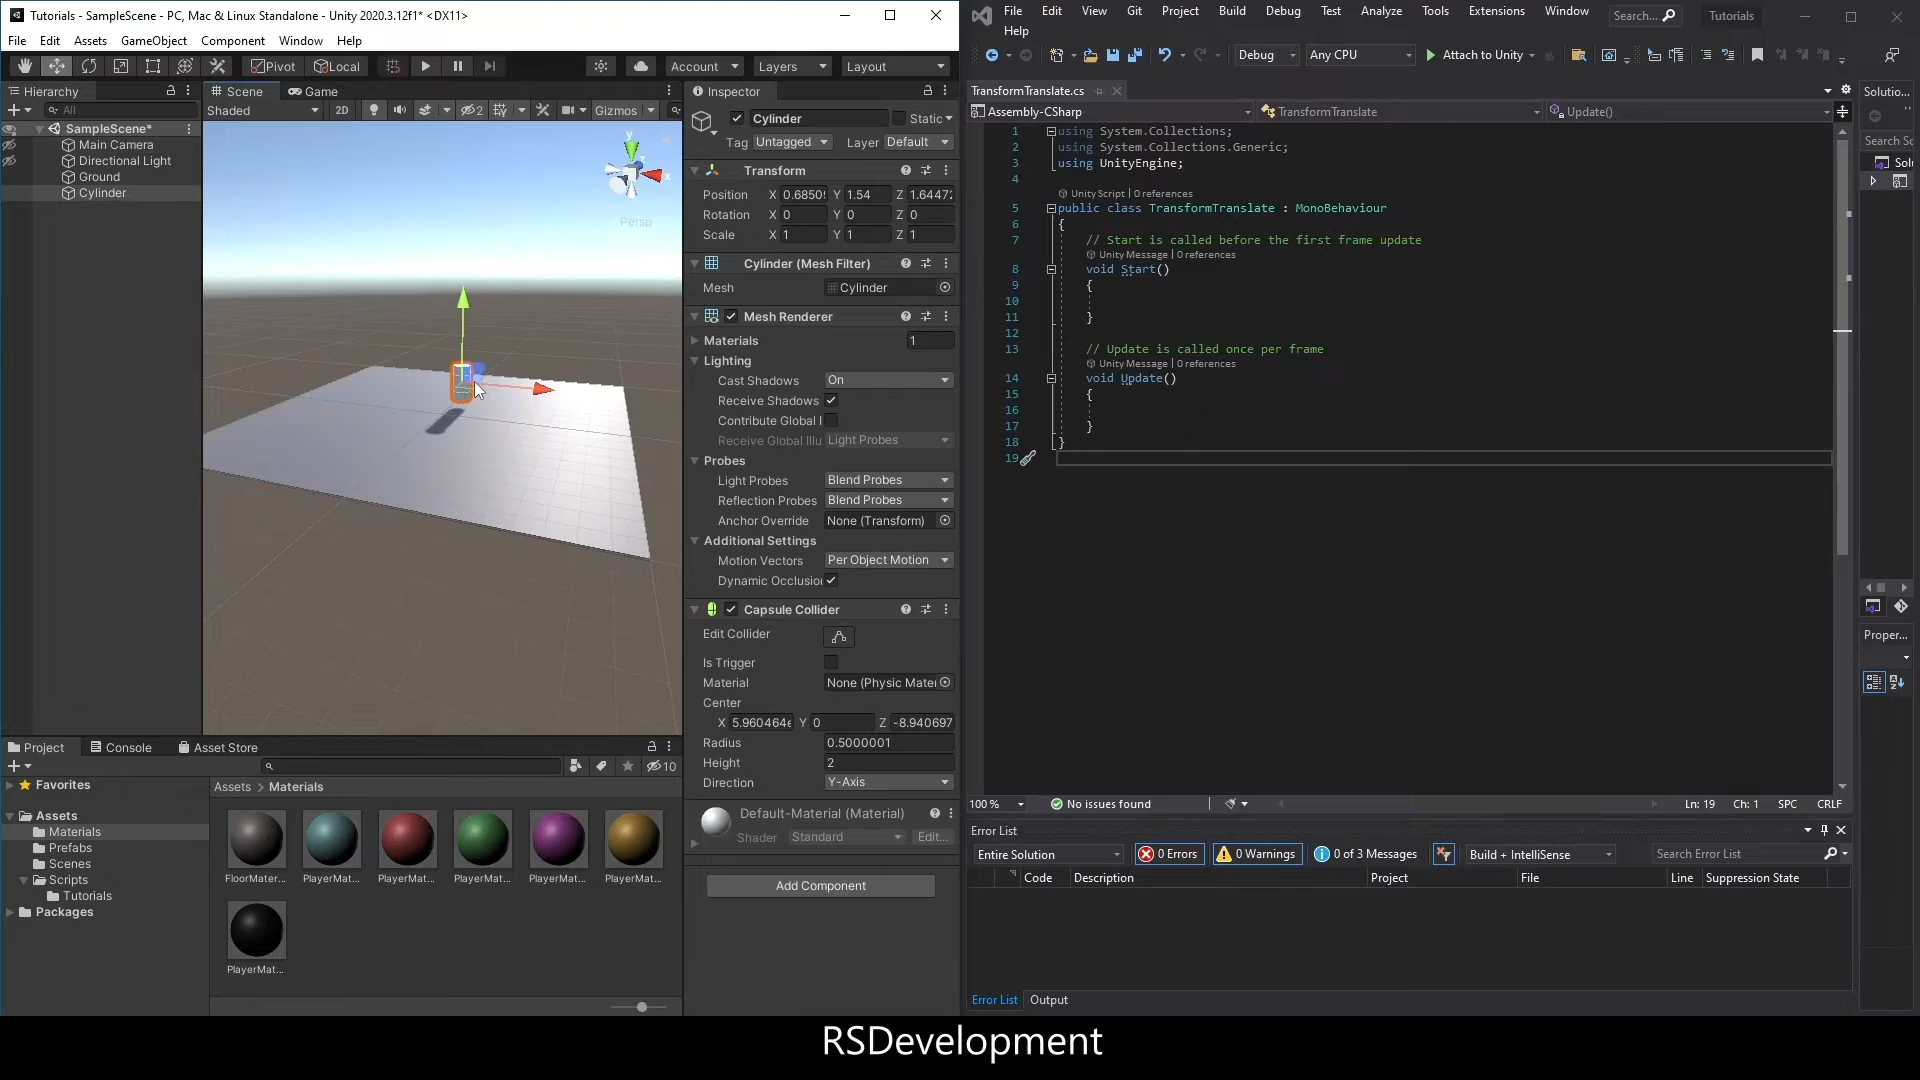 Tutorials - SampleScene - PC, Mac & Linux Standalone - Unity 2020.3.12f1* <DX11>
File Edit Assets GameObject Component Window Help
Pivot Local Account Layers Layout
Hierarchy
All
SampleScene*
Main Camera
Directional Light
Ground
Cylinder
Scene Game
Shaded 2D 2 Gizmos
y
x
Persp
Inspector
Cylinder Static
Tag Untagged Layer Default
Transform
Position X 0.6850 Y 1.54 Z 1.6447
Rotation X 0 Y 0 Z 0
Scale X 1 Y 1 Z 1
Cylinder (Mesh Filter)
Mesh Cylinder
Mesh Renderer
Materials 1
Lighting
Cast Shadows On
Receive Shadows
Contribute Global I
Receive Global Illu Light Probes
Probes
Light Probes Blend Probes
Reflection Probes Blend Probes
Anchor Override None (Transform)
Additional Settings
Motion Vectors Per Object Motion
Dynamic Occlusion
Capsule Collider
Edit Collider
Is Trigger
Material None (Physic Mater
Center
X 5.960464e Y 0 Z -8.940697
Radius 0.5000001
Height 2
Direction Y-Axis
Default-Material (Material)
Shader Standard Edit...
Add Component
Project Console Asset Store
10
Favorites
Assets
Materials
Prefabs
Scenes
Scripts
Tutorials
Packages
Assets > Materials
FloorMater... PlayerMat... PlayerMat... PlayerMat... PlayerMat... PlayerMat...
PlayerMat...
File Edit View Git Project Build Debug Test Analyze Tools Extensions Window Search... Tutorials
Help
Debug Any CPU Attach to Unity
TransformTranslate.cs
Assembly-CSharp TransformTranslate Update()
1 using System.Collections;
2 using System.Collections.Generic;
3 using UnityEngine;
4
Unity Script | 0 references
5 public class TransformTranslate : MonoBehaviour
6 {
7 // Start is called before the first frame update
Unity Message | 0 references
8 void Start()
9 {
10
11 }
12
13 // Update is called once per frame
Unity Message | 0 references
14 void Update()
15 {
16
17 }
18 }
19
100 % No issues found Ln: 19 Ch: 1 SPC CRLF
Error List
Entire Solution 0 Errors 0 Warnings 0 of 3 Messages Build + IntelliSense Search Error List
Code Description Project File Line Suppression State
Error List Output
Solutio...
Search So
Sol
Proper...
RSDevelopment